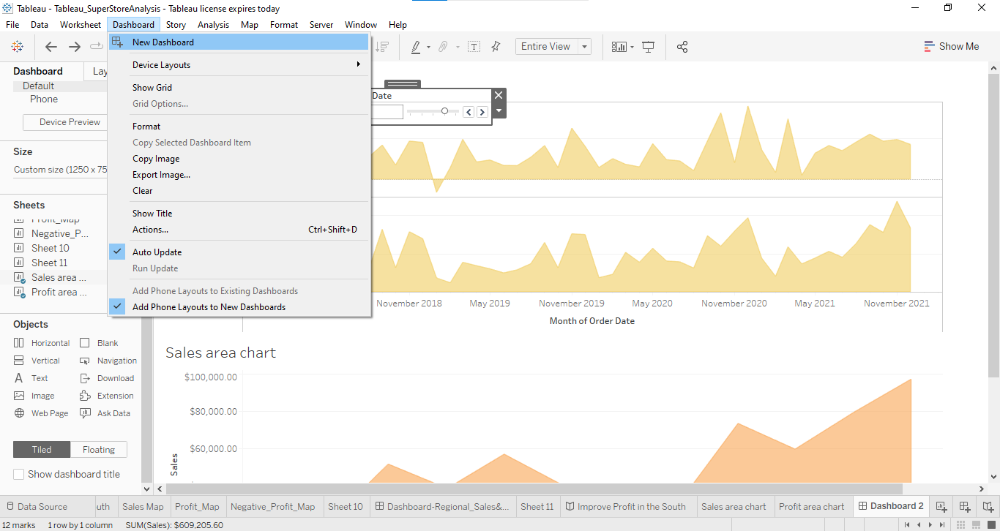 Tableau - Tableau_SuperStoreAnalysis - Tableau license expires today
File Data Worksheet Dashboard Story Analysis Map Format Server Window Help
Entire View
Show Me
Dashboard
Lay
Default
Phone
Device Preview
Size
Custom size (1250 x 75
Sheets
Profit_Map
Negative_P...
Sheet 10
Sheet 11
Sales area ...
Profit area ...
Objects
Horizontal Blank
Vertical Navigation
Text Download
Image Extension
Web Page Ask Data
Tiled Floating
Show dashboard title
New Dashboard
Device Layouts
Show Grid
Grid Options...
Format
Copy Selected Dashboard Item
Copy Image
Export Image...
Clear
Show Title
Actions... Ctrl+Shift+D
Auto Update
Run Update
Add Phone Layouts to Existing Dashboards
Add Phone Layouts to New Dashboards
Date
November 2018 May 2019 November 2019 May 2020 November 2020 May 2021 November 2021
Month of Order Date
Sales area chart
$100,000.00
$80,000.00
$60,000.00
Sales
Data Source uth Sales Map Profit_Map Negative_Profit_Map Sheet 10 Dashboard-Regional_Sales&... Sheet 11 Improve Profit in the South Sales area chart Profit area chart Dashboard 2
12 marks 1 row by 1 column SUM(Sales): $609,205.60